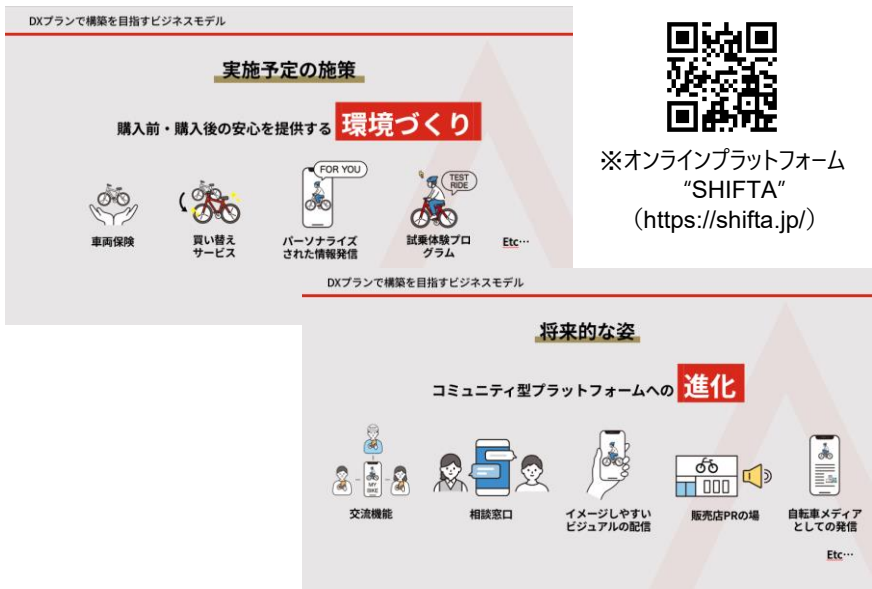 DXプランで構築を目指すビジネスモデル
実施予定の施策
購入前・購入後の安心を提供する 環境づくり
FOR YOU
TEST
RIDE
車両保険
買い替え
サービス
パーソナライズ
された情報発信
試乗体験プロ
グラム
Etc…
※オンラインプラットフォーム
“SHIFTA”
（https://shifta.jp/）
DXプランで構築を目指すビジネスモデル
将来的な姿
コミュニティ型プラットフォームへの 進化
MY
BIKE
交流機能
相談窓口
イメージしやすい
ビジュアルの配信
販売店PRの場
自転車メディア
としての発信
Etc…